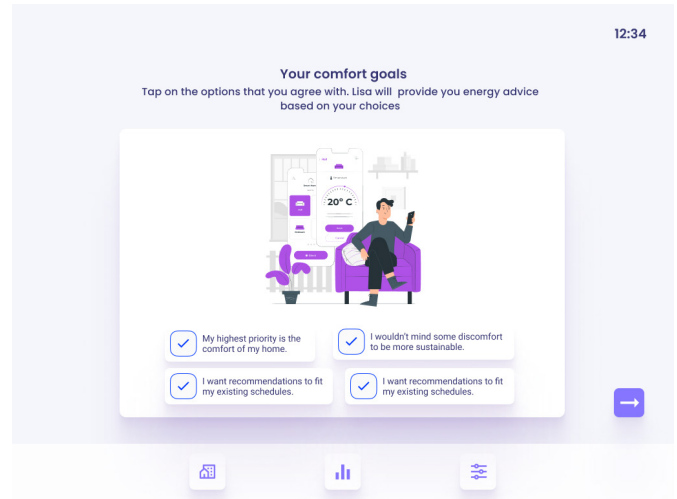 12:34
Your comfort goals
Tap on the options that you agree with. Lisa will provide you energy advice
based on your choices
20° C
My highest priority is the
comfort of my home.
I wouldn't mind some discomfort
to be more sustainable.
I want recommendations to fit
my existing schedules.
I want recommendations to fit
my existing schedules.